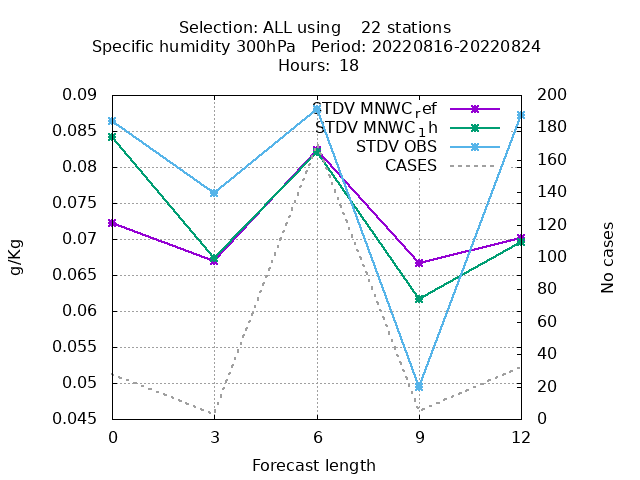 Selection: ALL using    22 stations
Specific humidity 300hPa   Period: 20220816-20220824
Hours: 18
STDV MNWC_ref
STDV MNWC_1h
STDV OBS
CASES
0.09
0.085
0.08
0.075
0.07
0.065
0.06
0.055
0.05
0.045
200
180
160
140
120
100
80
60
40
20
0
g/Kg
No cases
0 3 6 9 12
Forecast length